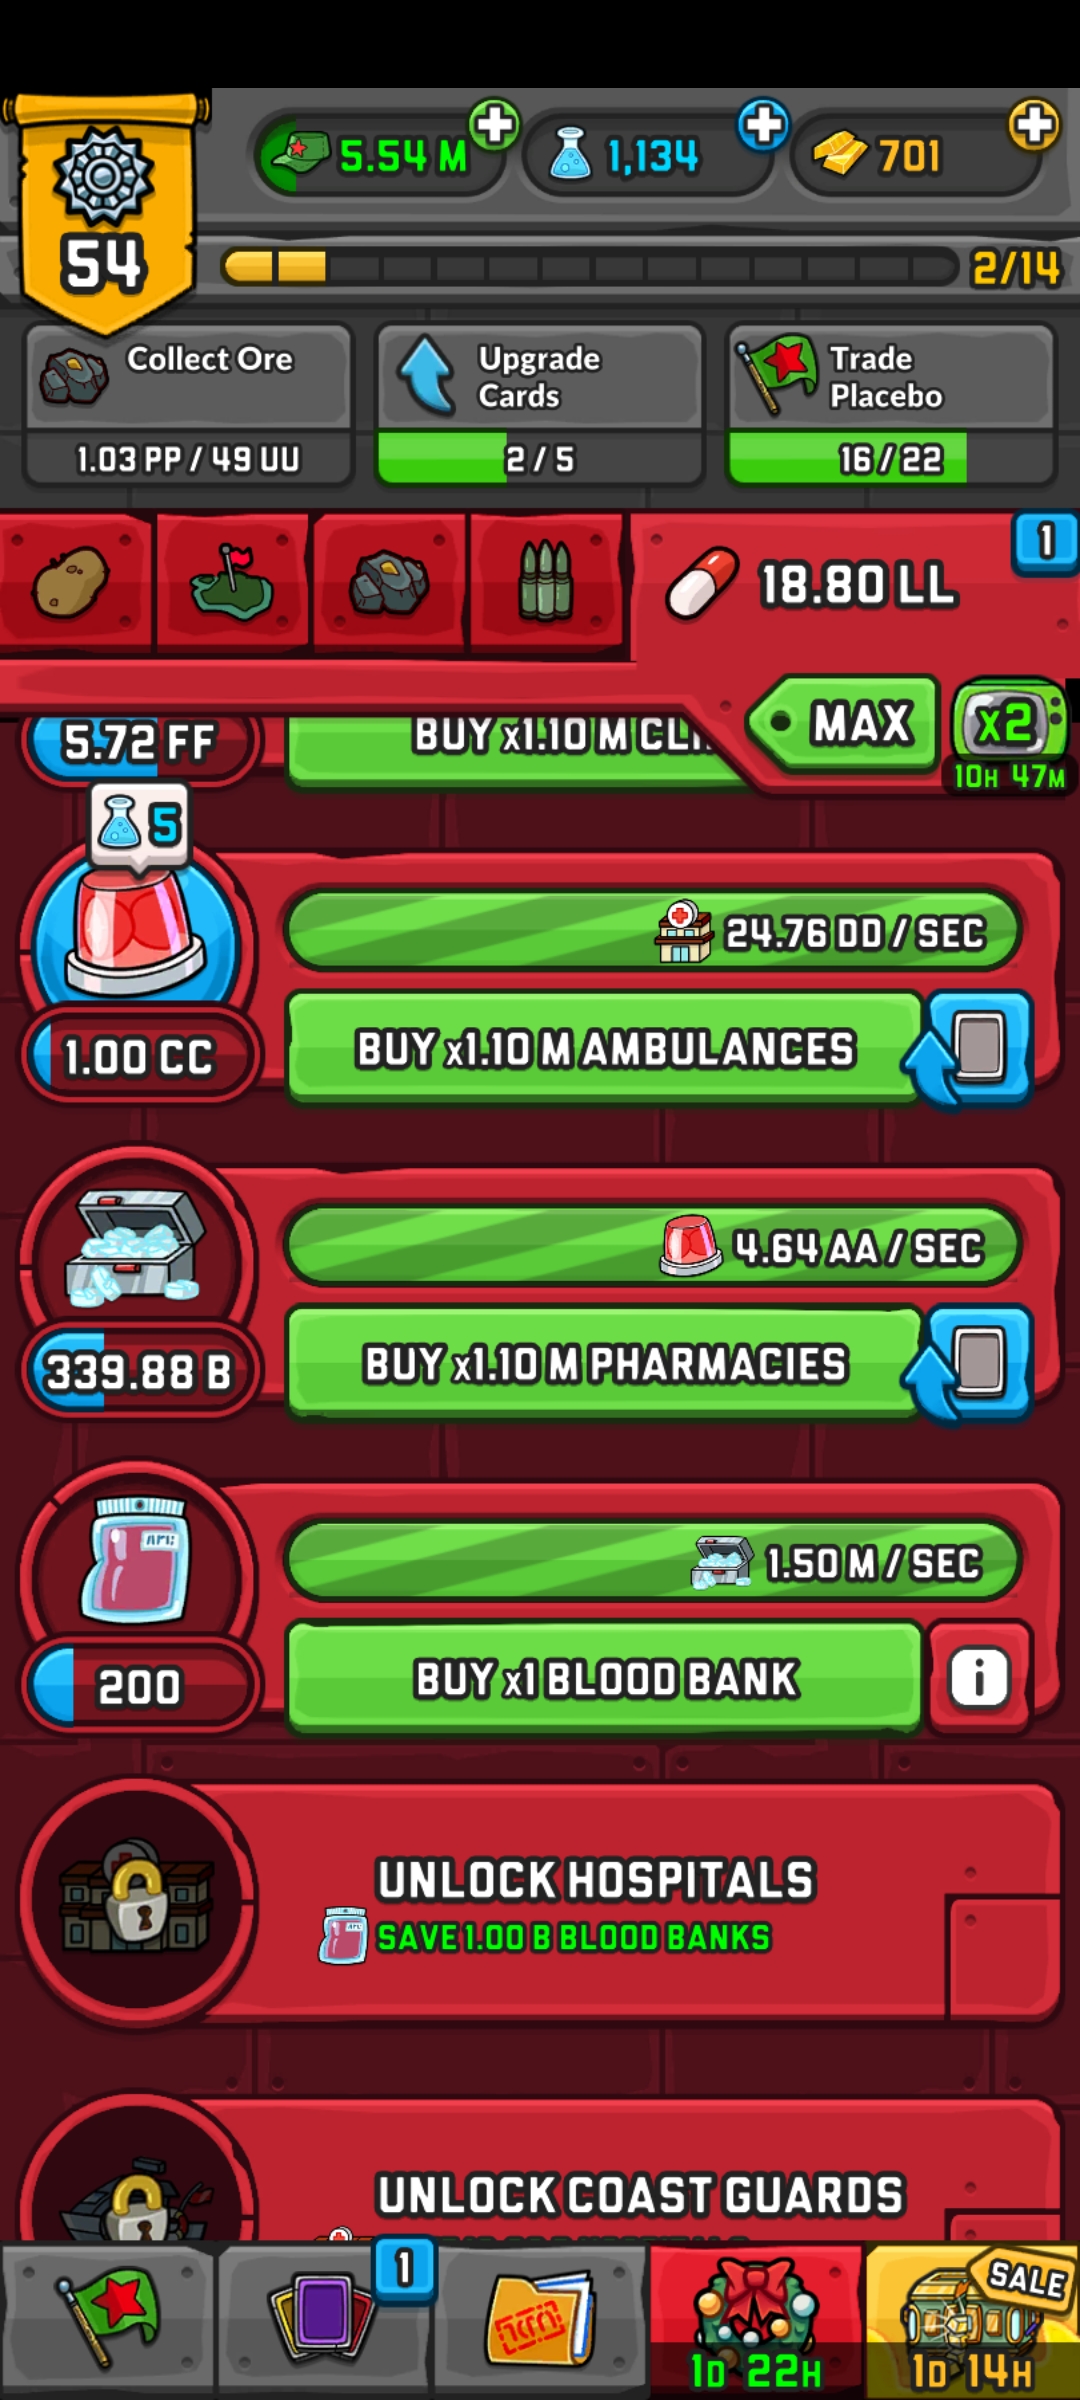 5.54 M
1,134
701
54
2/14
Collect Ore
1.03 PP / 49 UU
Upgrade
Cards
2 / 5
Trade
Placebo
16 / 22
18.80 LL
1
MAX
x2
10H 47M
5.72 FF
BUY x1.10 M
5
24.76 DD / SEC
1.00 CC
BUY x1.10 M AMBULANCES
4.64 AA / SEC
339.88 B
BUY x1.10 M PHARMACIES
1.50 M / SEC
200
BUY x1 BLOOD BANK
i
UNLOCK HOSPITALS
SAVE 1.00 B BLOOD BANKS
UNLOCK COAST GUARDS
1
SALE
1D 22H
1D 14H